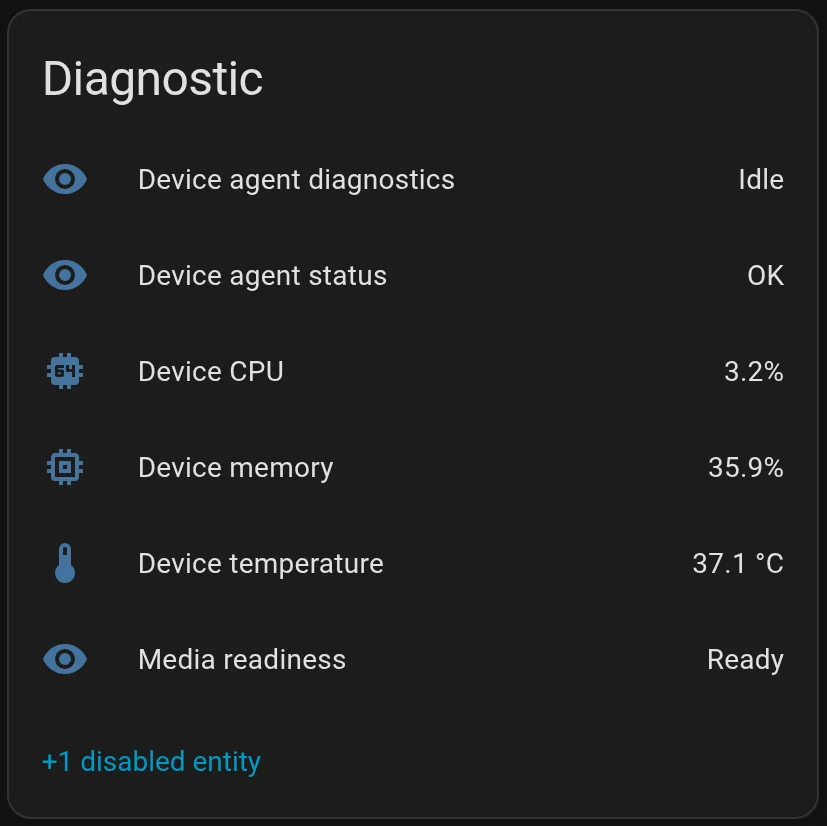 Diagnostic
Device agent diagnostics Idle
Device agent status OK
64 Device CPU 3.2%
Device memory 35.9%
Device temperature 37.1 °C
Media readiness Ready
+1 disabled entity